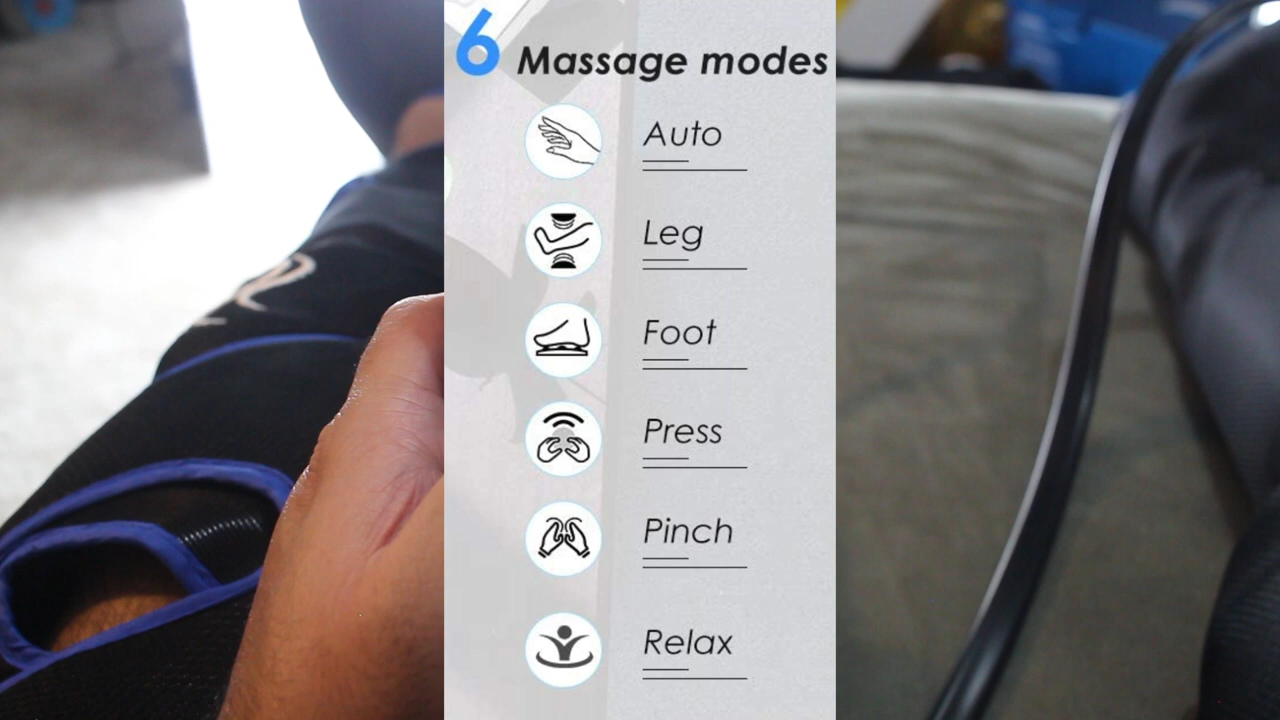 6 Massage modes
Auto
Leg
Foot
Press
Pinch
Relax